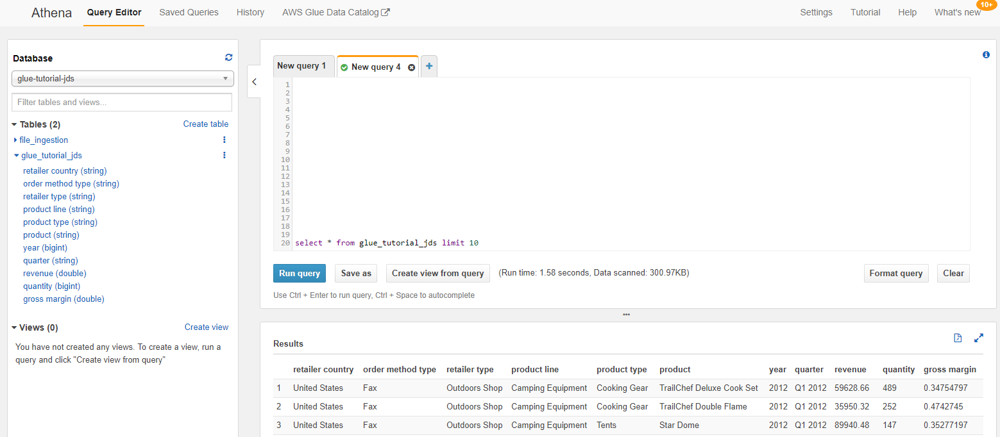 Athena Query Editor Saved Queries History AWS Glue Data Catalog Settings Tutorial Help What's new 10+
Database
glue-tutorial-jds
Filter tables and views...
Tables (2) Create table
file_ingestion
glue_tutorial_jds
retailer country (string)
order method type (string)
retailer type (string)
product line (string)
product type (string)
product (string)
year (bigint)
quarter (string)
revenue (double)
quantity (bigint)
gross margin (double)
Views (0) Create view
You have not created any views. To create a view, run a
query and click "Create view from query"
New query 1 New query 4 +
1
2
3
4
5
6
7
8
9
10
11
12
13
14
15
16
17
18
19
20 select * from glue_tutorial_jds limit 10
Run query Save as Create view from query (Run time: 1.58 seconds, Data scanned: 300.97KB) Format query Clear
Use Ctrl + Enter to run query, Ctrl + Space to autocomplete
Results
retailer country order method type retailer type product line product type product year quarter revenue quantity gross margin
1 United States Fax Outdoors Shop Camping Equipment Cooking Gear TrailChef Deluxe Cook Set 2012 Q1 2012 59628.66 489 0.34754797
2 United States Fax Outdoors Shop Camping Equipment Cooking Gear TrailChef Double Flame 2012 Q1 2012 35950.32 252 0.4742745
3 United States Fax Outdoors Shop Camping Equipment Tents Star Dome 2012 Q1 2012 89940.48 147 0.35277197